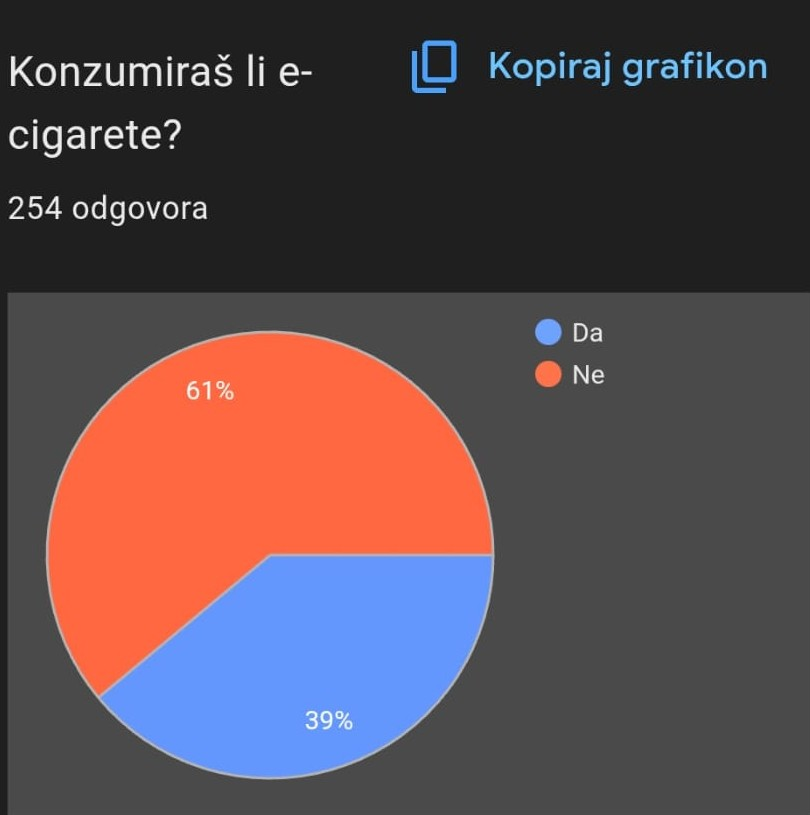 Konzumiraš li e-
cigarete?
Kopiraj grafikon
254 odgovora
Da
Ne
61%
39%